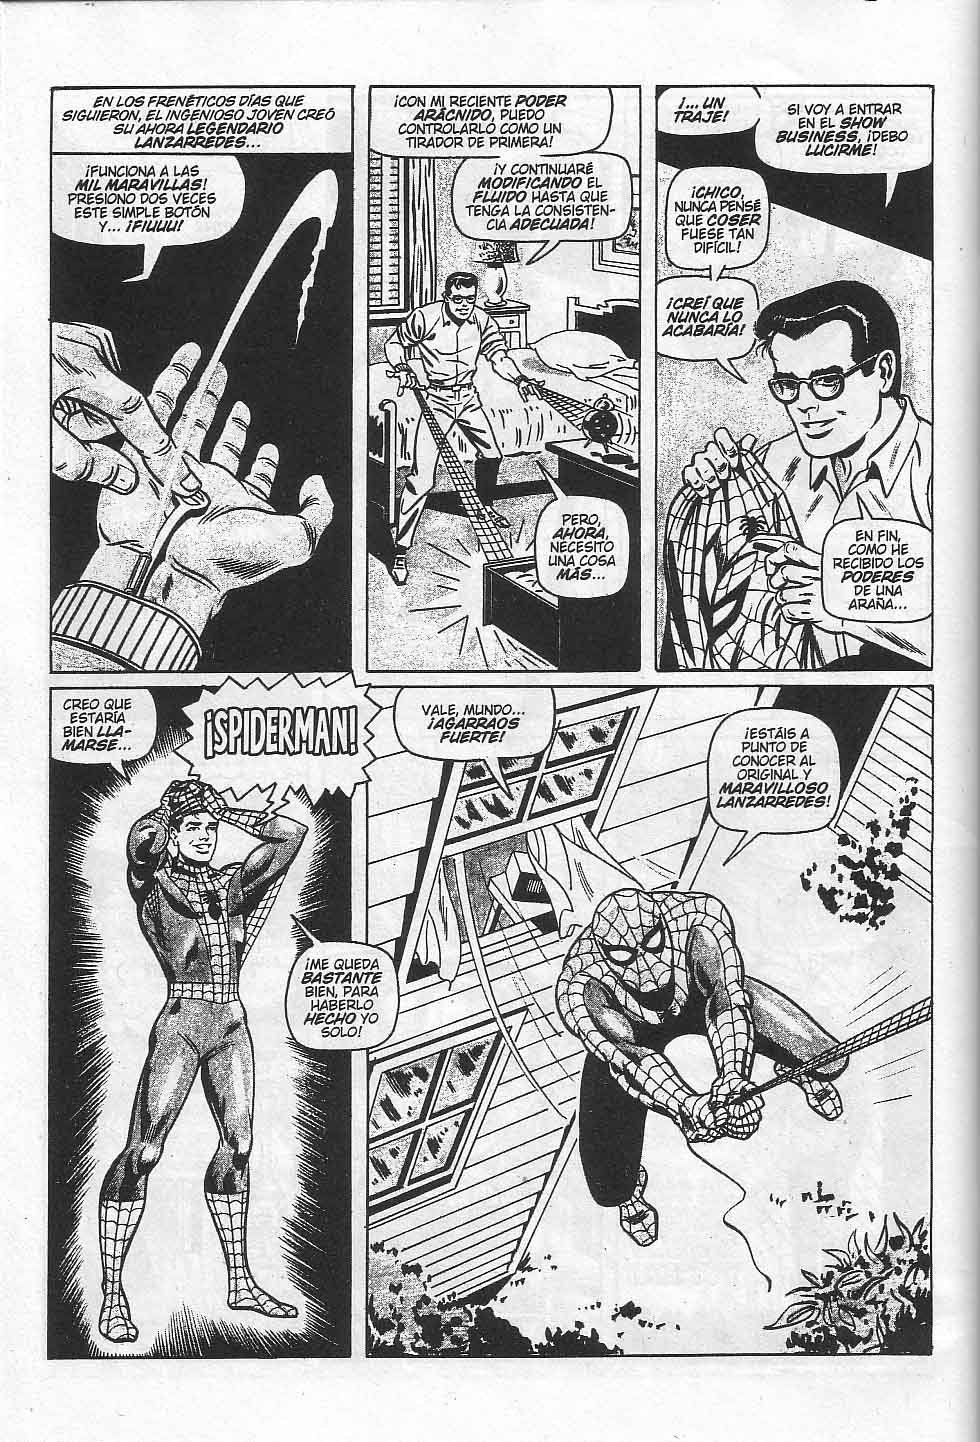 EN LOS FRENÉTICOS DÍAS QUE
SIGUIERON, EL INGENIOSO JOVEN CREÓ
SU AHORA LEGENDARIO
LANZARREDES...
¡FUNCIONA A LAS
MIL MARAVILLAS!
PRESIONO DOS VECES
ESTE SIMPLE BOTÓN
Y... ¡FIUUU!
¡CON MI RECIENTE PODER
ARÁCNIDO, PUEDO
CONTROLARLO COMO UN
TIRADOR DE PRIMERA!
¡Y CONTINUARÉ
MODIFICANDO EL
FLUIDO HASTA QUE
TENGA LA CONSISTEN-
CIA ADECUADA!
PERO,
AHORA,
NECESITO
UNA COSA
MÁS...
¡... UN
TRAJE!
SI VOY A ENTRAR
EN EL SHOW
BUSINESS, ¡DEBO
LUCIRME!
¡CHICO,
NUNCA PENSÉ
QUE COSER
FUESE TAN
DIFÍCIL!
¡CREÍ QUE
NUNCA LO
ACABARÍA!
EN FIN,
COMO HE
RECIBIDO LOS
PODERES
DE UNA
ARAÑA...
CREO QUE
ESTARÍA
BIEN LLA-
MARSE...
¡SPIDERMAN!
¡ME QUEDA
BASTANTE
BIEN, PARA
HABERLO
HECHO YO
SOLO!
VALE, MUNDO...
¡AGARRAOS
FUERTE!
¡ESTÁIS A
PUNTO DE
CONOCER AL
ORIGINAL Y
MARAVILLOSO
LANZARREDES!